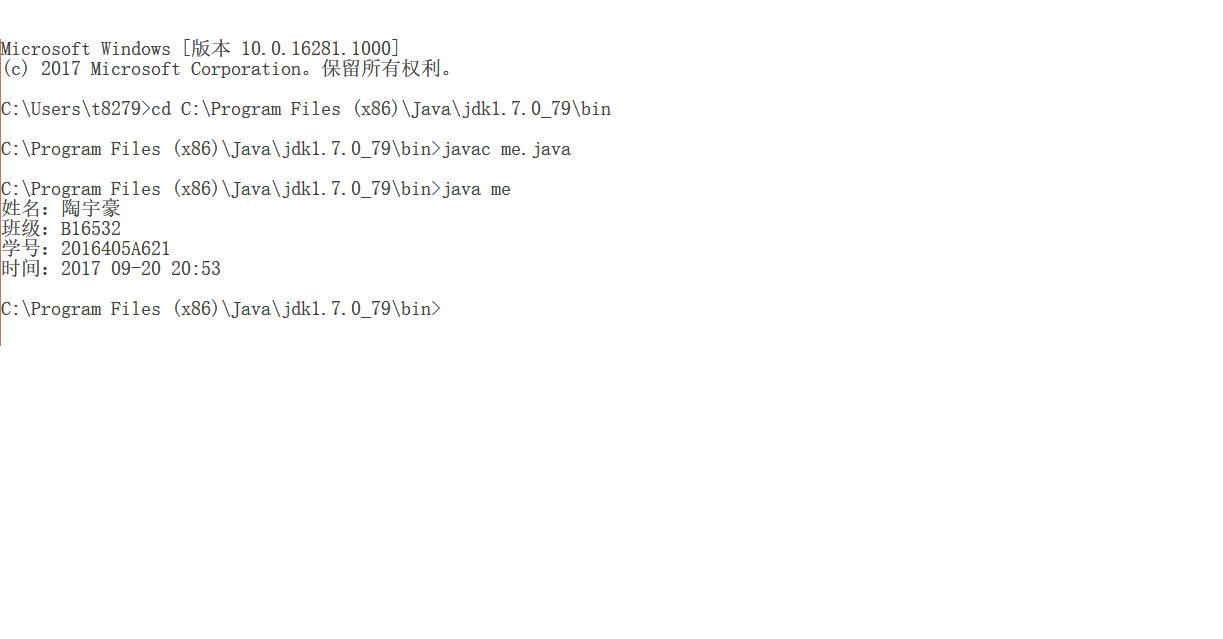 Microsoft Windows [版本 10.0.16281.1000]
(c) 2017 Microsoft Corporation。保留所有权利。
C:\Users\t8279>cd C:\Program Files (x86)\Java\jdk1.7.0_79\bin
C:\Program Files (x86)\Java\jdk1.7.0_79\bin>javac me.java
C:\Program Files (x86)\Java\jdk1.7.0_79\bin>java me
姓名：陶宇豪
班级：B16532
学号：2016405A621
时间：2017 09-20 20:53
C:\Program Files (x86)\Java\jdk1.7.0_79\bin>